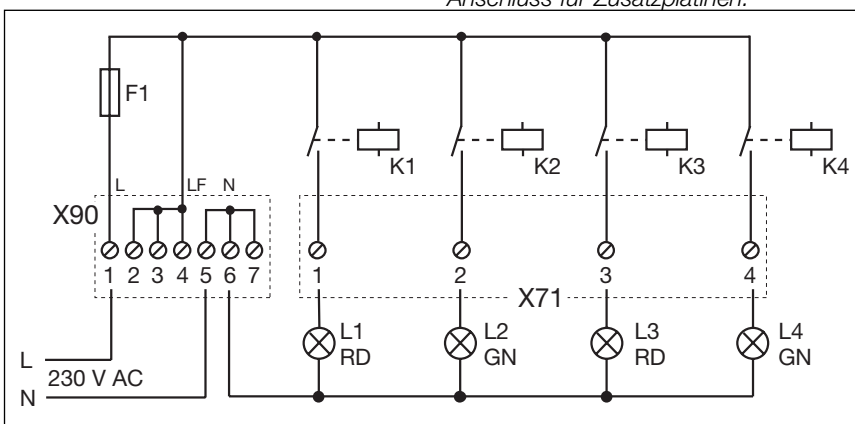 Anschluss für Zusatzplatinen.
F1
K1 K2 K3 K4
L LF N
X90
1 2 3 4 5 6 7 1 2 3 4
X71
L1 L2 L3 L4
RD GN RD GN
L
230 V AC
N